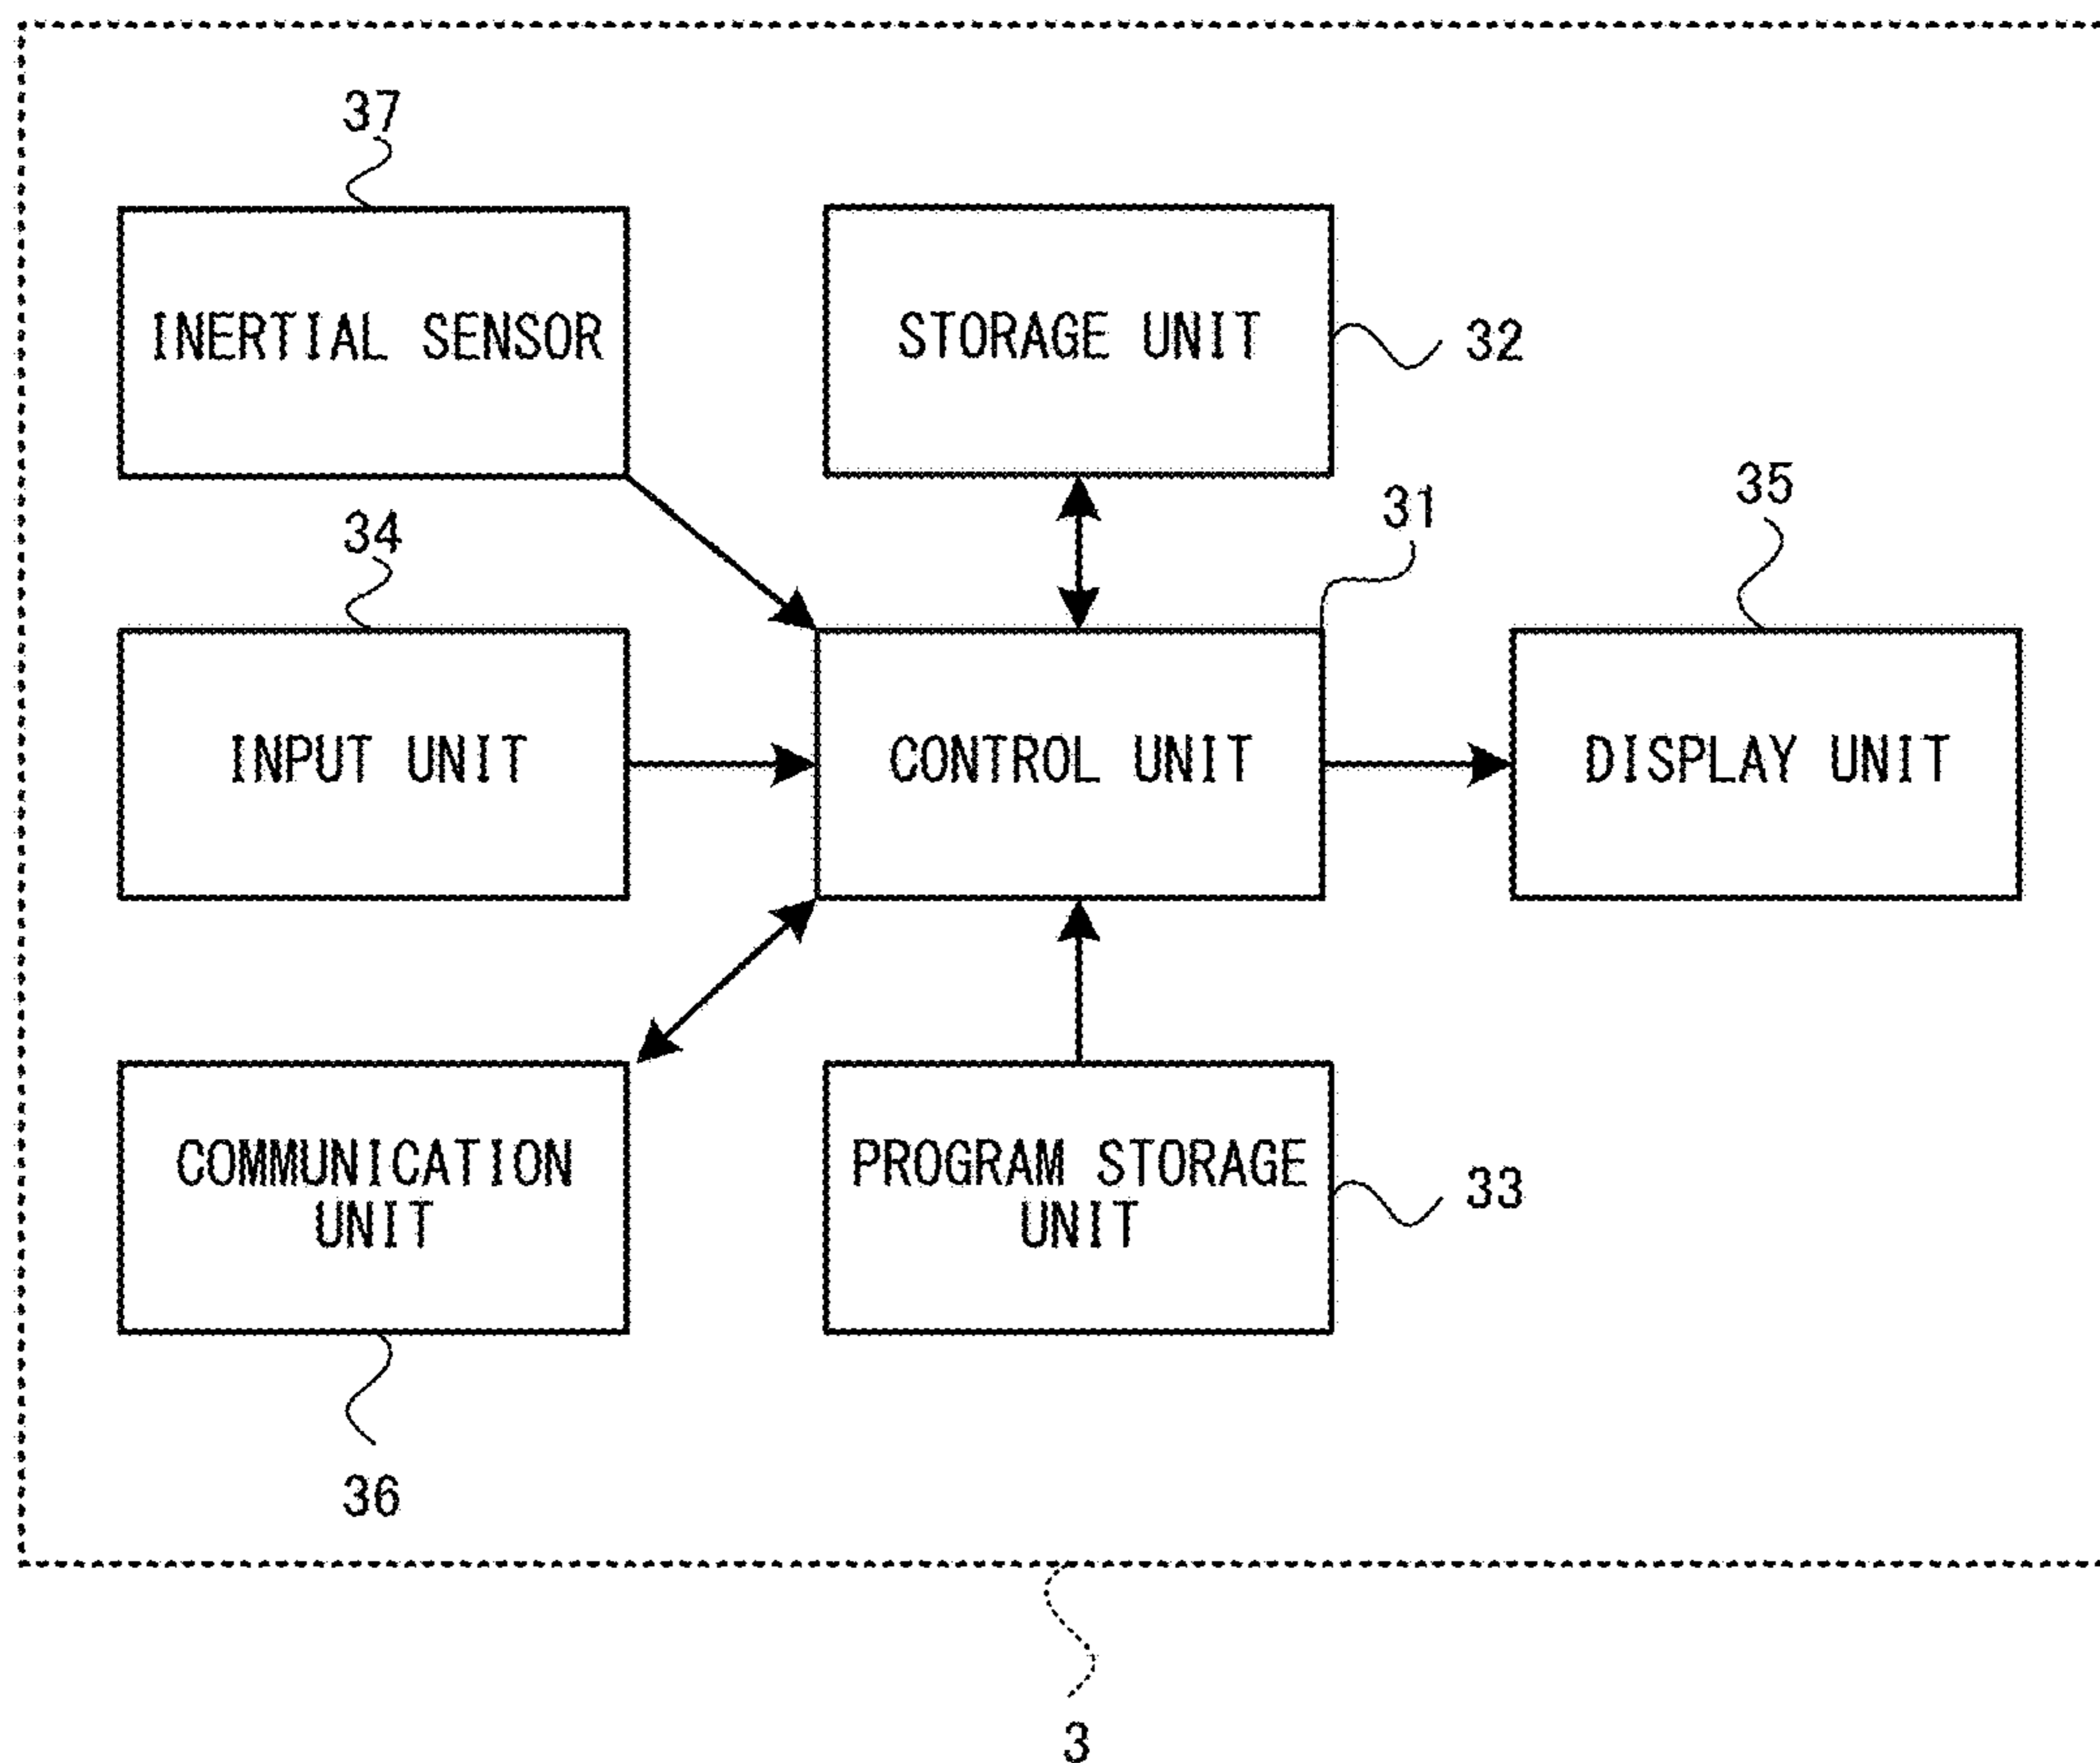 37
INERTIAL SENSOR
STORAGE UNIT
32
34
31
35
INPUT UNIT
CONTROL UNIT
DISPLAY UNIT
COMMUNICATION
UNIT
PROGRAM STORAGE
UNIT
33
36
3